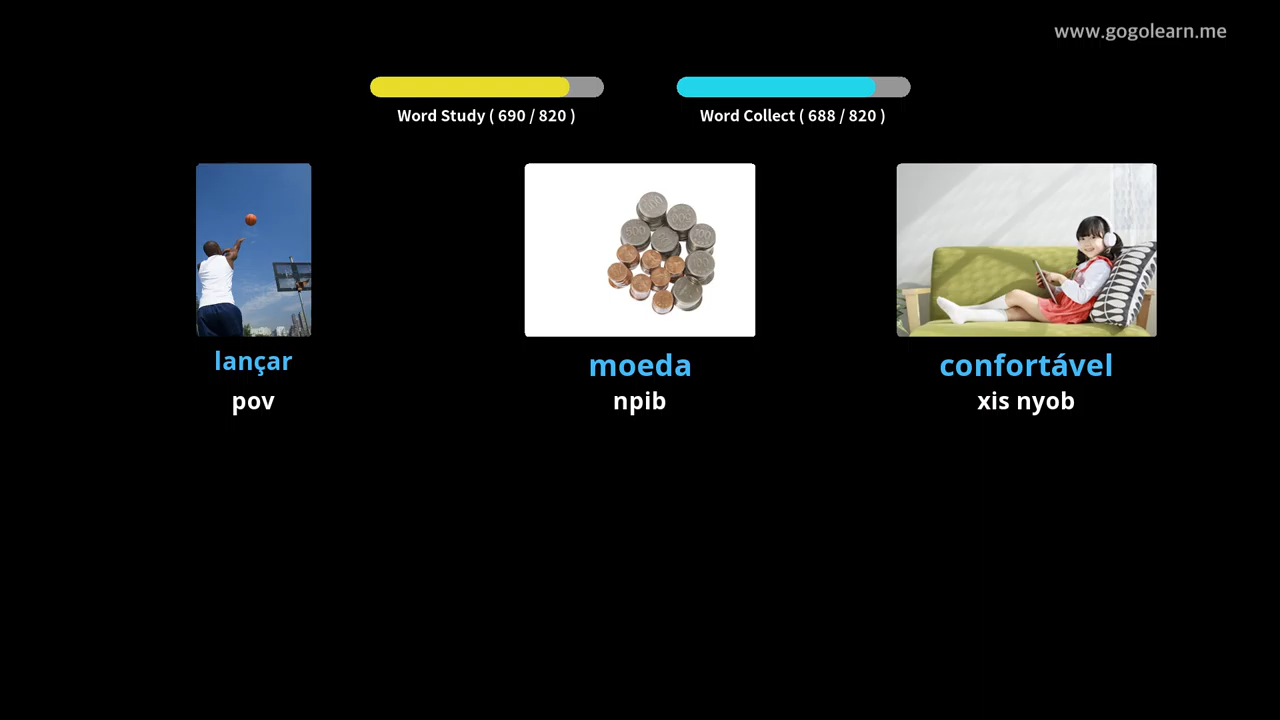 www.gogolearn.me
Word Study ( 690 / 820 )
Word Collect ( 688 / 820 )
lançar
moeda
confortável
pov
npib
xis nyob